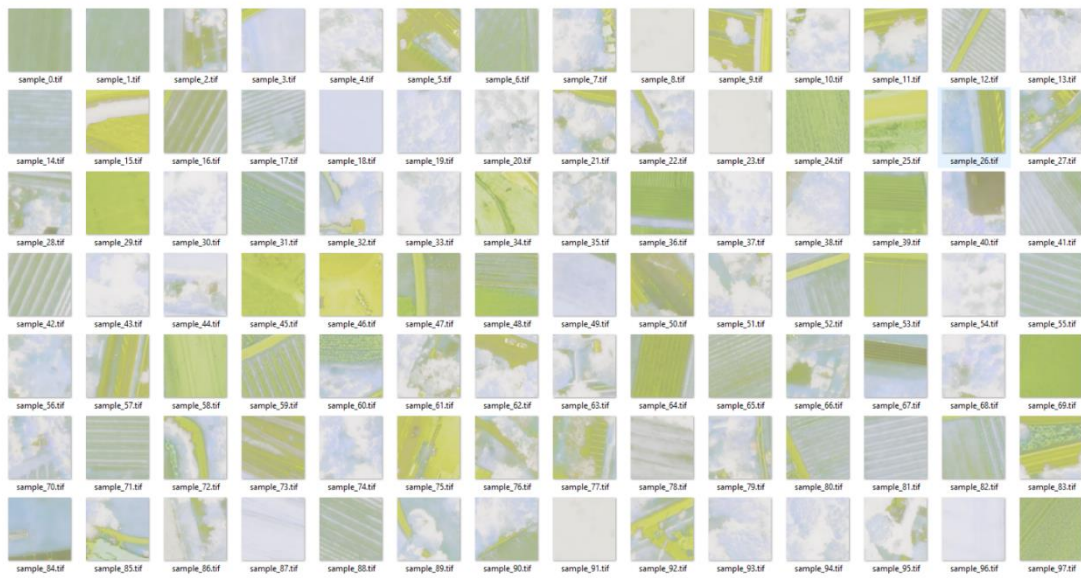 sample_0.tif sample_1.tif sample_2.tif sample_3.tif sample_4.tif sample_5.tif sample_6.tif sample_7.tif sample_8.tif sample_9.tif sample_10.tif sample_11.tif sample_12.tif sample_13.tif
sample_14.tif sample_15.tif sample_16.tif sample_17.tif sample_18.tif sample_19.tif sample_20.tif sample_21.tif sample_22.tif sample_23.tif sample_24.tif sample_25.tif sample_26.tif sample_27.tif
sample_28.tif sample_29.tif sample_30.tif sample_31.tif sample_32.tif sample_33.tif sample_34.tif sample_35.tif sample_36.tif sample_37.tif sample_38.tif sample_39.tif sample_40.tif sample_41.tif
sample_42.tif sample_43.tif sample_44.tif sample_45.tif sample_46.tif sample_47.tif sample_48.tif sample_49.tif sample_50.tif sample_51.tif sample_52.tif sample_53.tif sample_54.tif sample_55.tif
sample_56.tif sample_57.tif sample_58.tif sample_59.tif sample_60.tif sample_61.tif sample_62.tif sample_63.tif sample_64.tif sample_65.tif sample_66.tif sample_67.tif sample_68.tif sample_69.tif
sample_70.tif sample_71.tif sample_72.tif sample_73.tif sample_74.tif sample_75.tif sample_76.tif sample_77.tif sample_78.tif sample_79.tif sample_80.tif sample_81.tif sample_82.tif sample_83.tif
sample_84.tif sample_85.tif sample_86.tif sample_87.tif sample_88.tif sample_89.tif sample_90.tif sample_91.tif sample_92.tif sample_93.tif sample_94.tif sample_95.tif sample_96.tif sample_97.tif